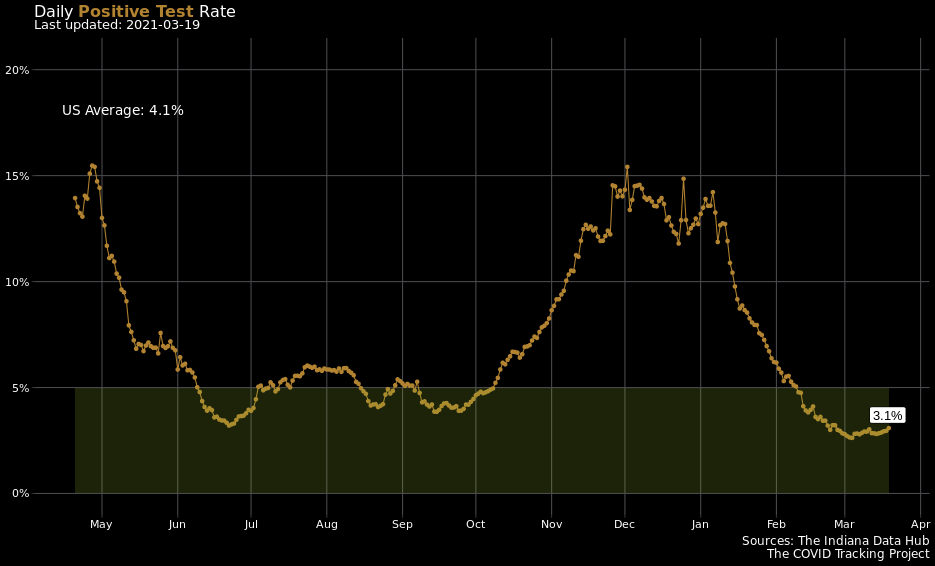 Daily Positive Test Rate
Last updated: 2021-03-19
20%
US Average: 4.1%
15%
10%
5%
3.1%
0%
May Jun Jul Aug Sep Oct Nov Dec Jan Feb Mar Apr
Sources: The Indiana Data Hub
The COVID Tracking Project